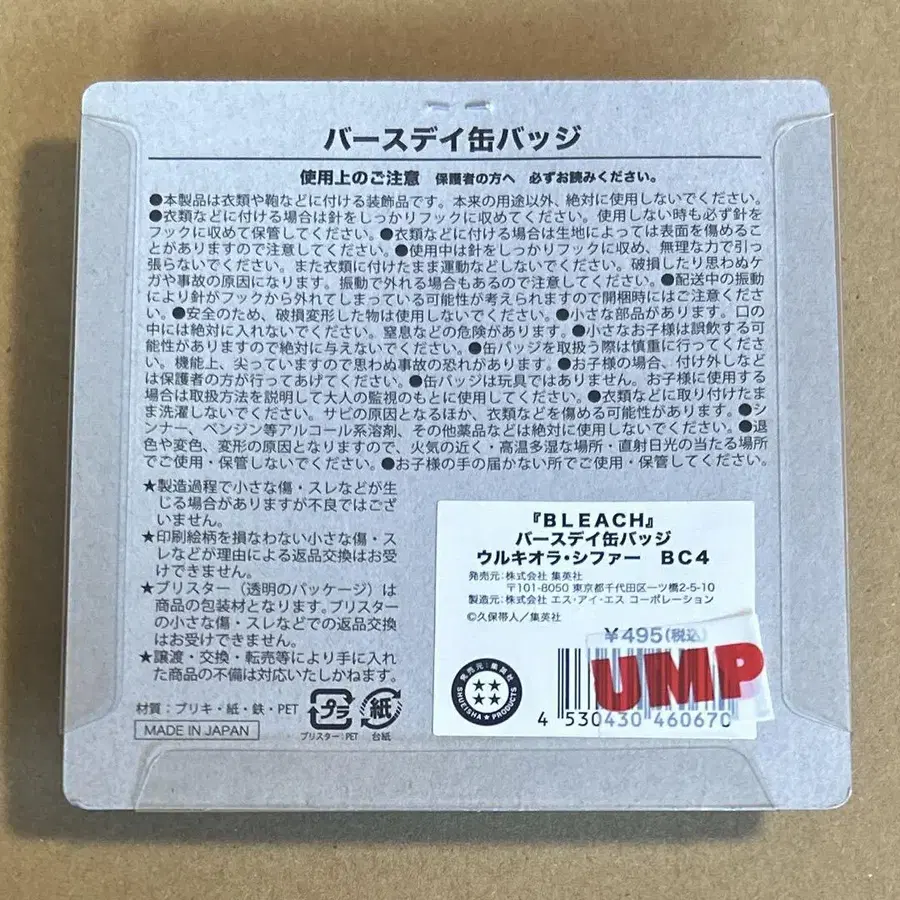 バースデイ缶バッジ
使用上のご注意 保護者の方へ 必ずお読みください。
●本製品は衣類や鞄などに付ける装飾品です。本来の用途以外、絶対に使用しないでください。
●衣類などに付ける場合は針をしっかりフックに収めてください。使用しない時も必ず針を
フックに収めて保管してください。●衣類などに付ける場合は生地によっては表面を傷めるこ
とがありますので注意してください。●使用中は針をしっかりフックに収め、無理な力で引っ
張らないでください。また衣類に付けたまま運動などしないでください。破損したり思わぬケ
ガや事故の原因になります。振動で外れる場合もあるので注意してください。●配送中の振動
により針がフックから外れてしまっている可能性が考えられますので開梱時にはご注意くださ
い。●安全のため、破損変形した物は使用しないでください。●小さな部品があります。口の
中には絶対に入れないでください。窒息などの危険があります。●小さなお子様は誤飲する可
能性がありますので絶対に与えないでください。●缶バッジを取扱う際は慎重に行ってくださ
い。機能上、尖っていますので思わぬ事故の恐れがあります。●お子様の場合、付け外しなど
は保護者の方が行ってあげてください。●缶バッジは玩具ではありません。お子様に使用する
場合は取扱方法を説明して大人の監視のもとに使用してください。●衣類などに取り付けたま
ま洗濯しないでください。サビの原因となるほか、衣類などを傷める可能性があります。●シ
ンナー、ベンジン等アルコール系溶剤、その他薬品などは絶対に使用しないでください。●退
色や変色、変形の原因となりますので、火気の近く・高温多湿な場所・直射日光の当たる場所
でご使用・保管しないでください。●お子様の手の届かない所でご使用・保管してください。
★製造過程で小さな傷・スレなどが生
じる場合がありますが不良ではござ
いません。
★印刷絵柄を損なわない小さな傷・ス
レなどが理由による返品交換はお受
けできません。
★ブリスター（透明のパッケージ）は
商品の包装材となります。ブリスター
の小さな傷・スレなどでの返品交換
はお受けできません。
★譲渡・交換・転売等により手に入れ
た商品の不備は対応いたしかねます。
材質：ブリキ・紙・鉄・PET
MADE IN JAPAN
プラ
ブリスター：PET
紙
台紙
『BLEACH』
バースデイ缶バッジ
ウルキオラ・シファー BC4
発売元：株式会社 集英社
〒101-8050 東京都千代田区一ツ橋2-5-10
製造元：株式会社 エス・アイ・エス コーポレーション
©久保帯人／集英社
¥495(税込)
UMP
発売元：集英社
SHUEISHA★PRODUCTS
4 530430 460670